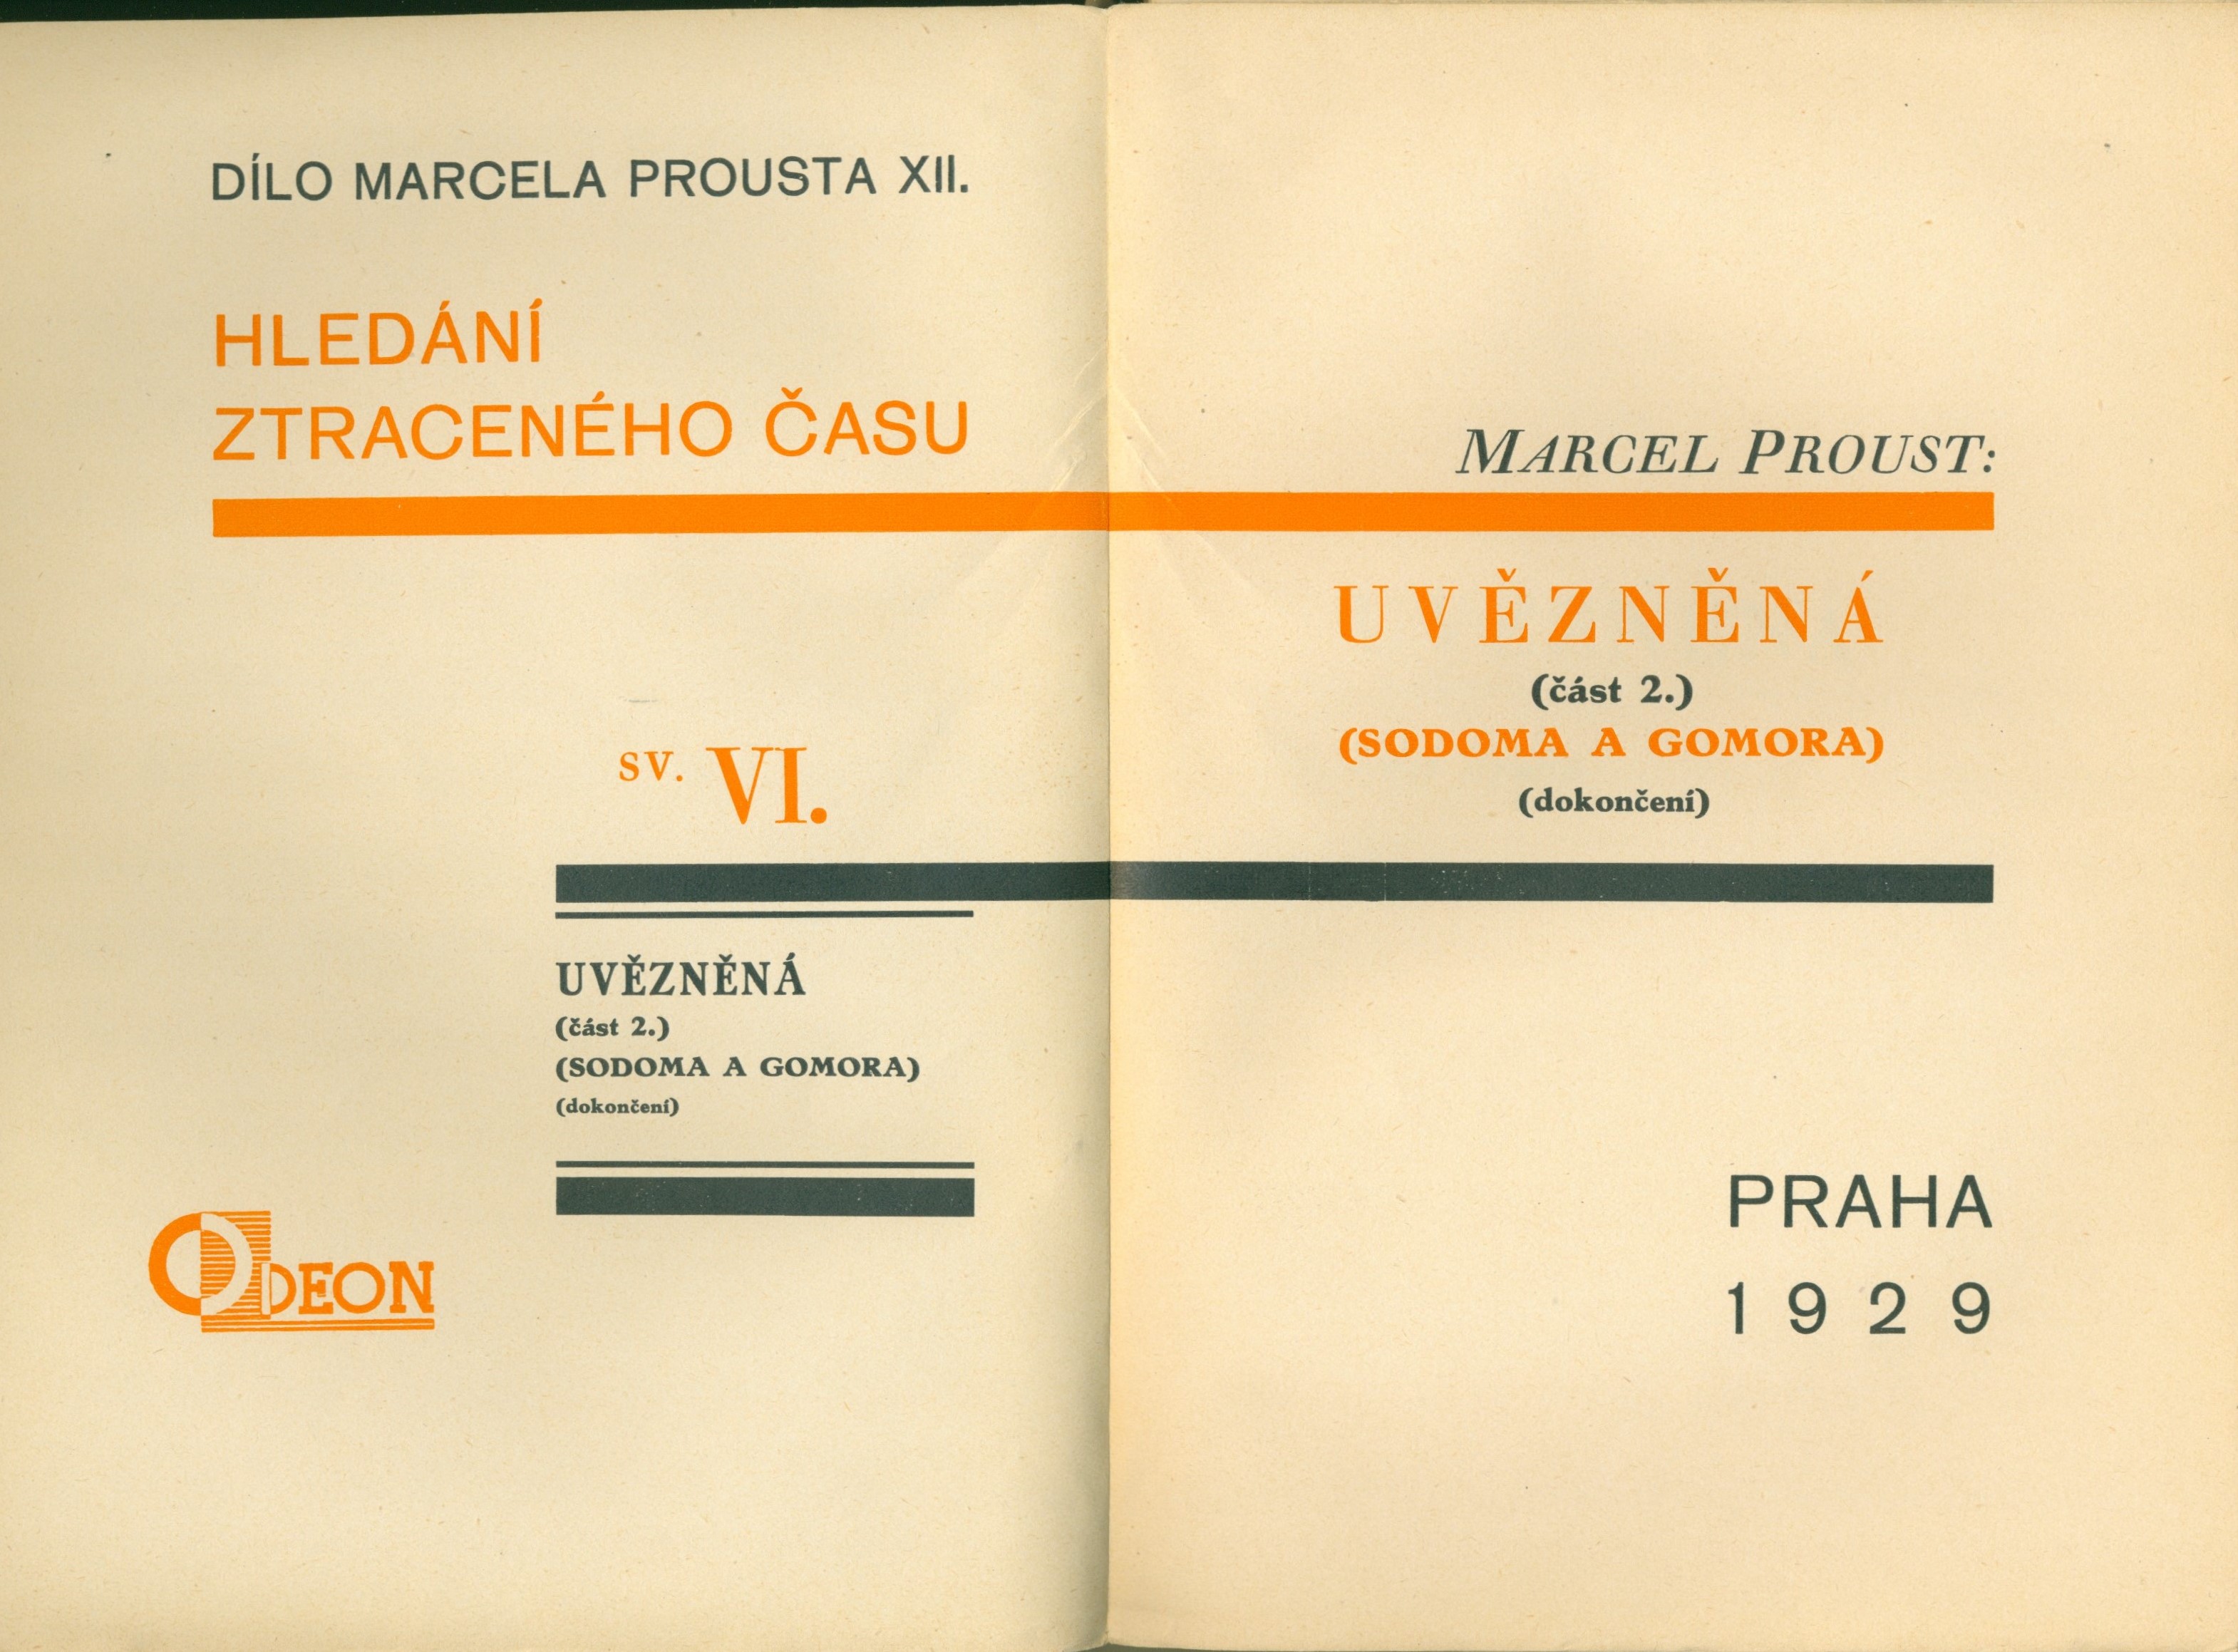 DÍLO MARCELA PROUSTA XII.
HLEDÁNÍ
ZTRACENÉHO ČASU
SV. VI.
UVĚZNĚNÁ
(část 2.)
(SODOMA A GOMORA)
(dokončení)
ODEON
MARCEL PROUST:
UVĚZNĚNÁ
(část 2.)
(SODOMA A GOMORA)
(dokončení)
PRAHA
1929